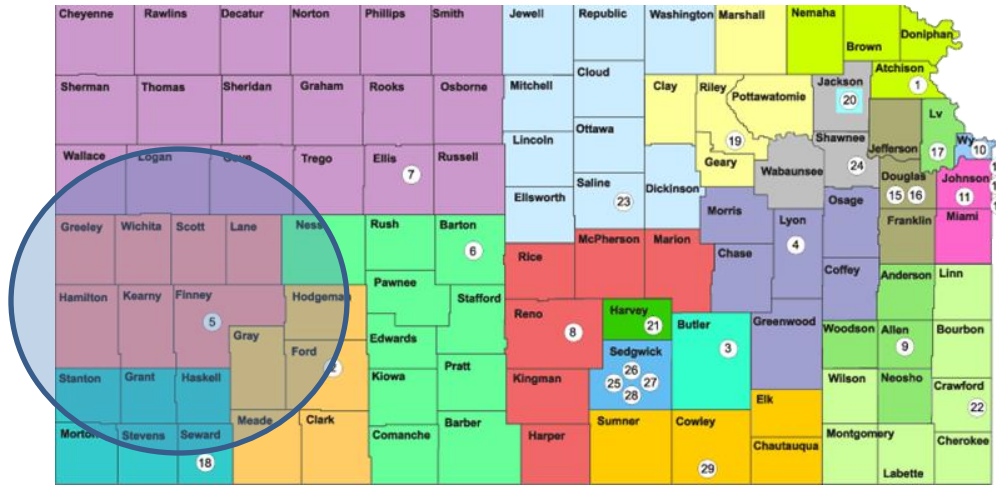 Cheyenne Rawlins Decatur Norton Phillips Smith Jewell Republic Washington Marshall Nemaha Brown Doniphan
Atchison 1
Sherman Thomas Sheridan Graham Rooks Osborne Mitchell Cloud Clay Riley Pottawatomie Jackson 20
Lv 17
Lincoln Ottawa 19 Shawnee 24 Jefferson Wy 10
Wallace Logan Gove Trego Ellis 7 Russell Geary Wabaunsee Douglas 15 16 Johnson 11
Ellsworth Saline 23 Dickinson Morris Lyon 4 Osage Franklin Miami
Greeley Wichita Scott Lane Ness Rush Barton 6 McPherson Marion Chase
Rice Coffey Anderson Linn
Hamilton Kearny Finney 5 Hodgeman Pawnee Stafford Reno 8 Harvey 21 Butler 3 Greenwood Woodson Allen 9 Bourbon
Gray Ford Edwards Sedgwick 26 25 27 28
Stanton Grant Haskell Kiowa Pratt Kingman Wilson Neosho Crawford 22
Elk
Morton Stevens Seward 18 Meade Clark Comanche Barber Harper Sumner Cowley 29 Chautauqua Montgomery Labette Cherokee